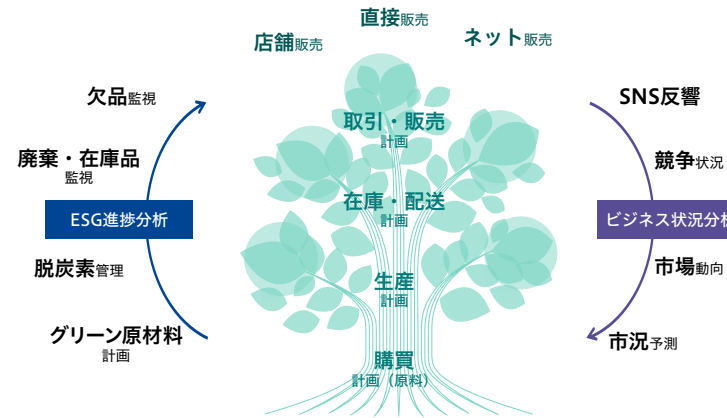 直接販売
店舗販売
ネット販売
欠品監視
廃棄・在庫品
監視
ESG進捗分析
脱炭素管理
グリーン原材料
計画
取引・販売
計画
在庫・配送
計画
生産
計画
購買
計画（原料）
SNS反響
競争状況
ビジネス状況分析
市場動向
市況予測